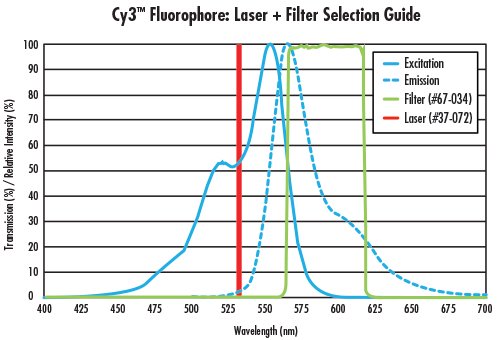 Cy3™ Fluorophore: Laser + Filter Selection Guide
Transmission (%) / Relative Intensity (%)
100
90
80
70
60
50
40
30
20
10
0
Excitation
Emission
Filter (#67-034)
Laser (#37-072)
400 425 450 475 500 525 550 575 600 625 650 675 700
Wavelength (nm)